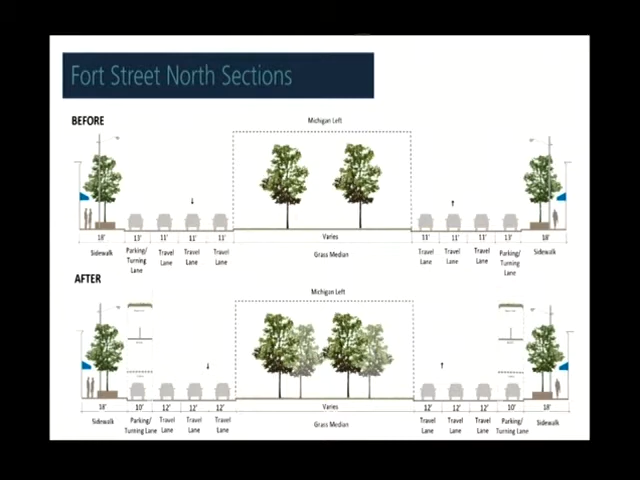 Fort Street North Sections
BEFORE
Michigan Left
18' 13' 11' 11' 11' Varies 11' 11' 11' 13' 18'
Sidewalk Parking/ Turning Lane Travel Lane Travel Lane Travel Lane Grass Median Travel Lane Travel Lane Travel Lane Parking/ Turning Lane Sidewalk
AFTER
Michigan Left
18' 10' 12' 12' 12' Varies 12' 12' 12' 10' 18'
Sidewalk Parking/ Turning Lane Travel Lane Travel Lane Travel Lane Grass Median Travel Lane Travel Lane Travel Lane Parking/ Turning Lane Sidewalk